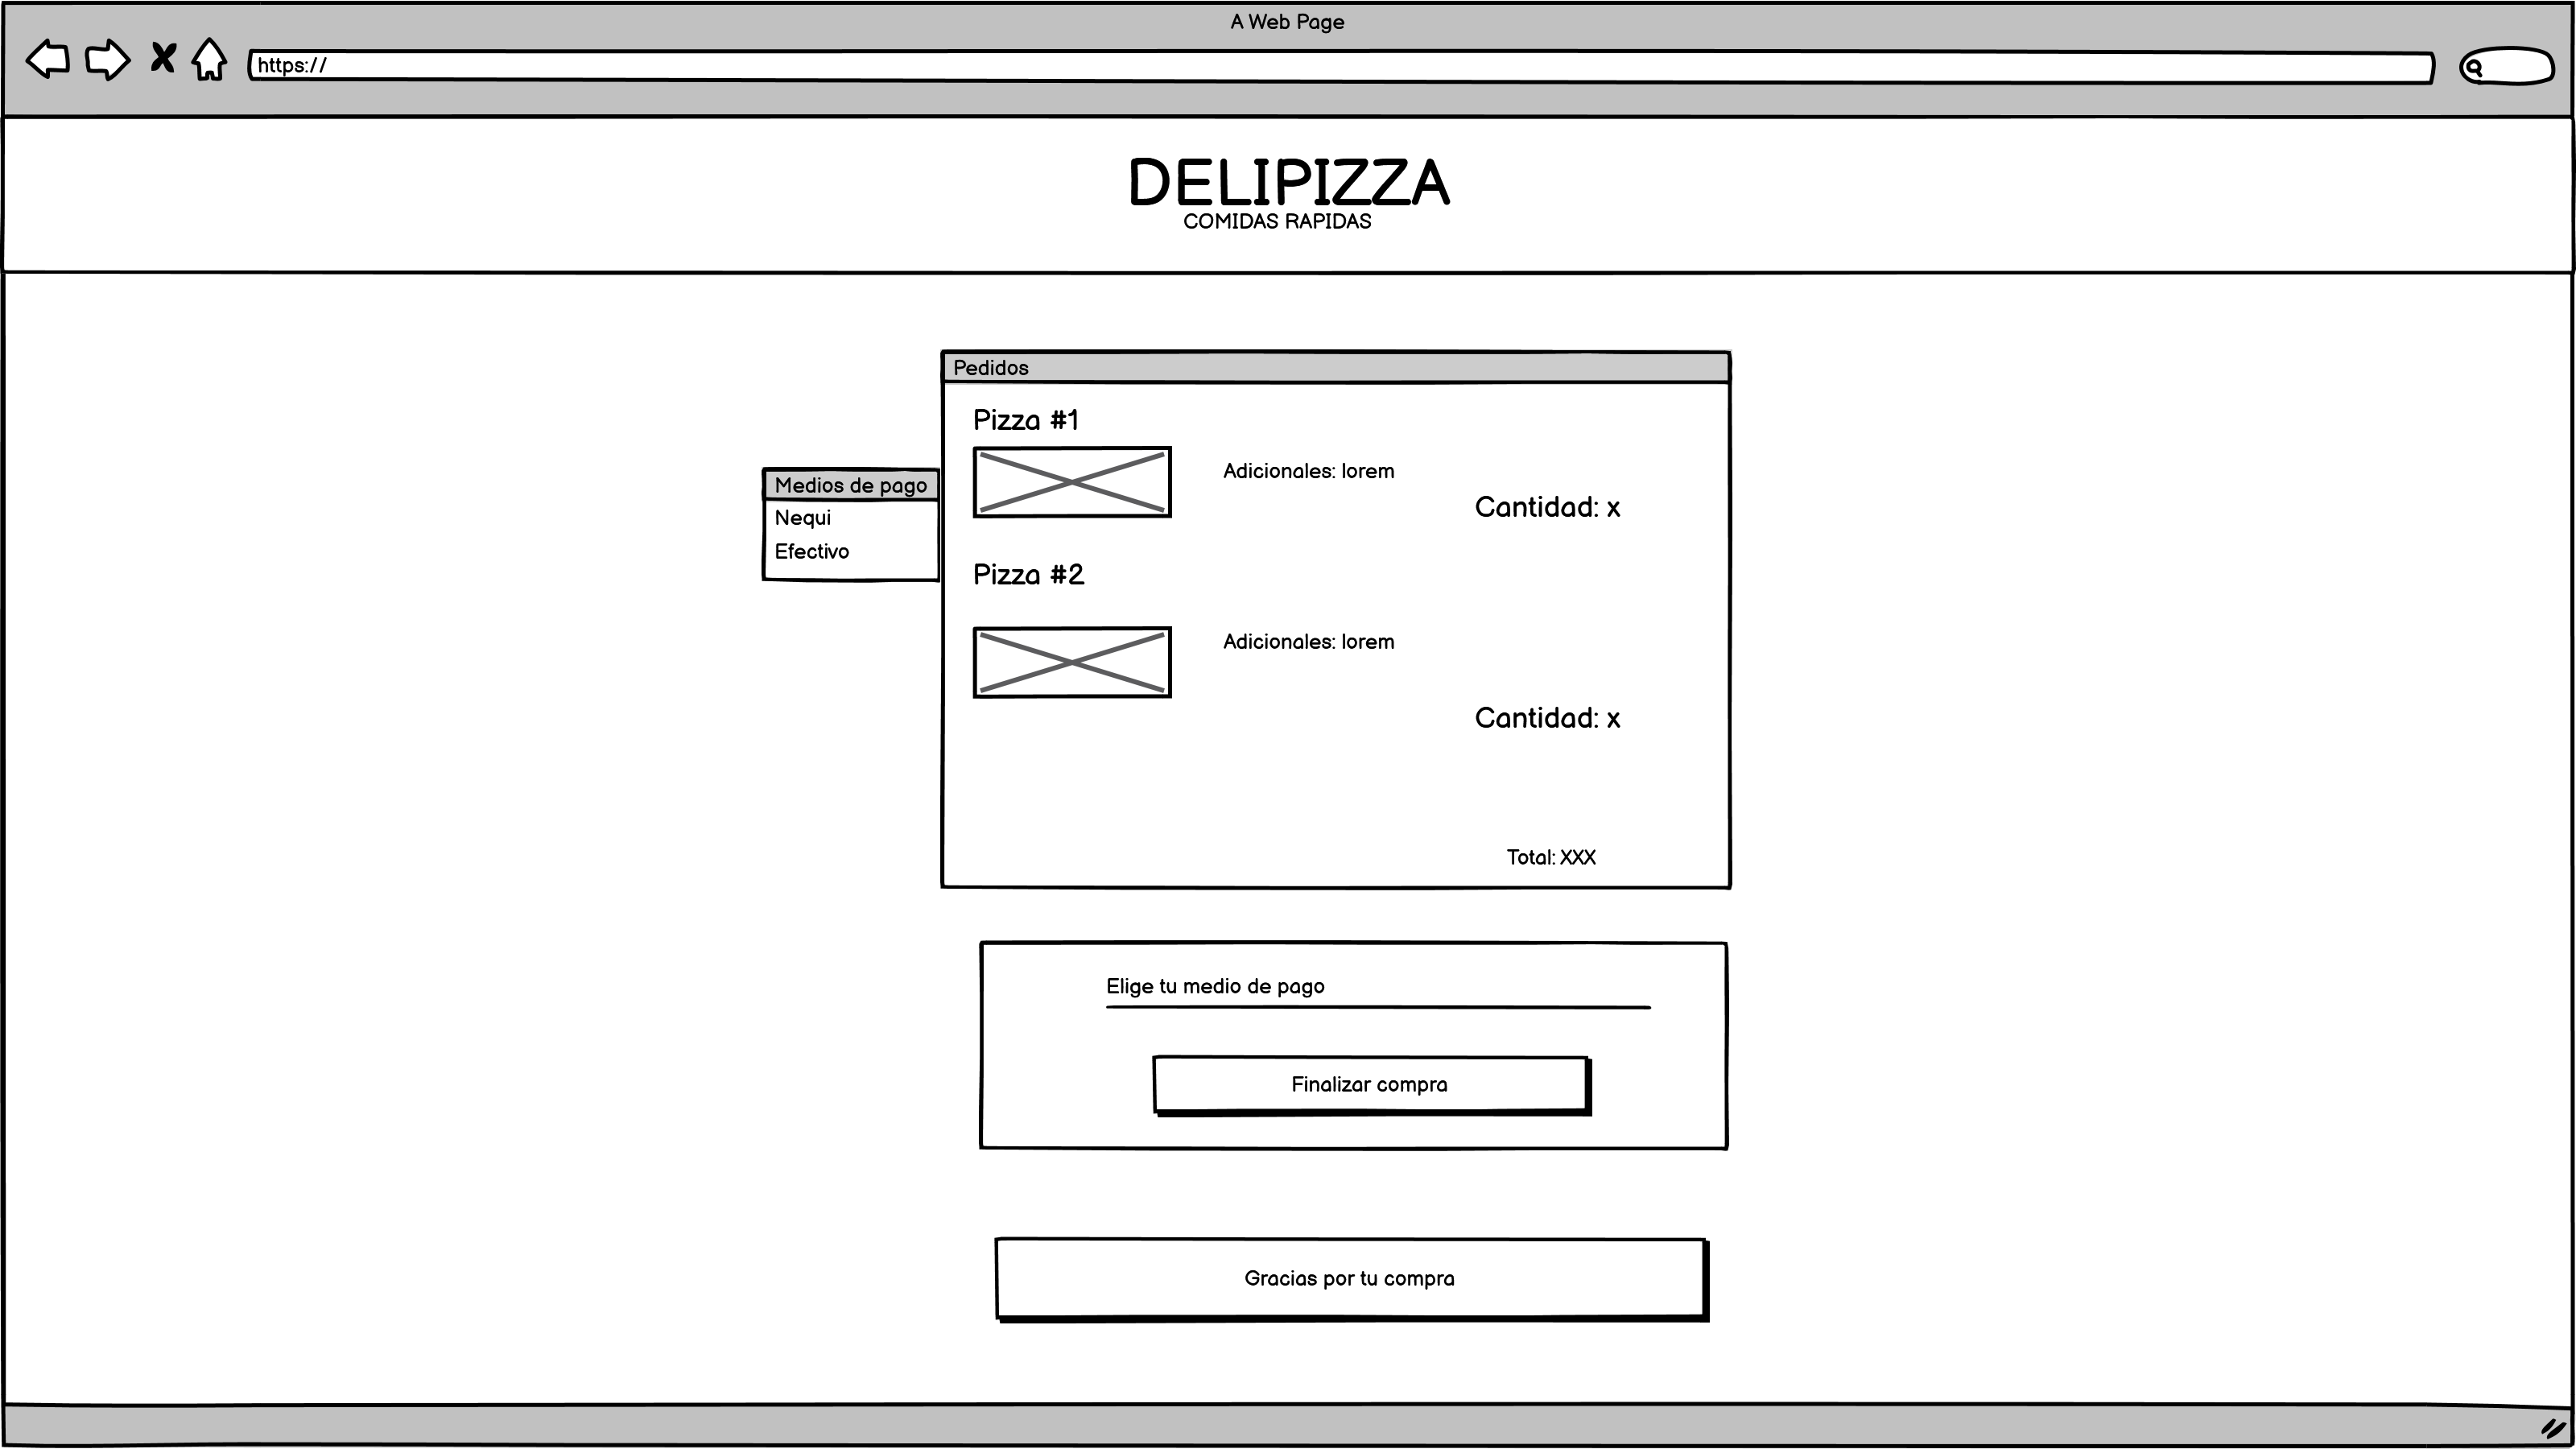 A Web Page
https://
DELIPIZZA
COMIDAS RAPIDAS
Pedidos
Pizza #1
Adicionales: lorem
Cantidad: x
Medios de pago
Nequi
Efectivo
Pizza #2
Adicionales: lorem
Cantidad: x
Total: XXX
Elige tu medio de pago
Finalizar compra
Gracias por tu compra